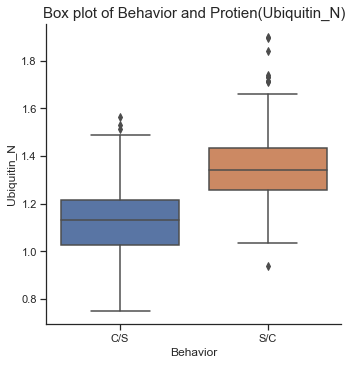 Box plot of Behavior and Protien(Ubiquitin_N)
1.8
1.6
1.4
1.2
1.0
0.8
Ubiquitin_N
C/S
S/C
Behavior